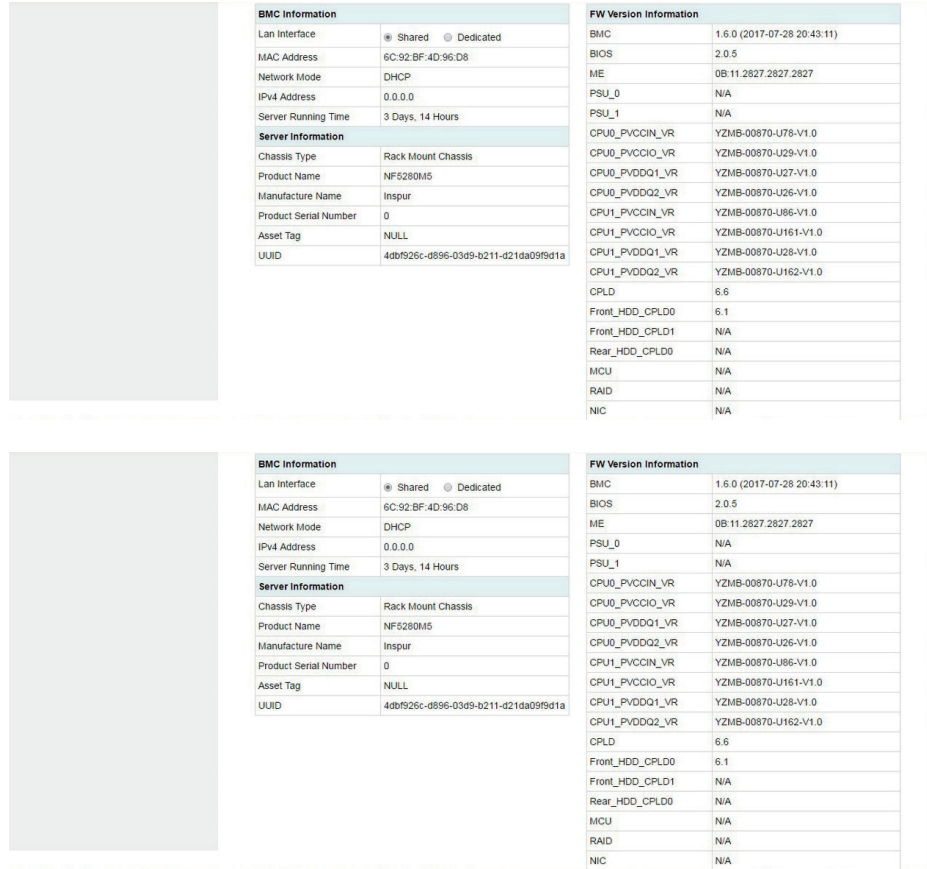 BMC Information
Lan Interface Shared Dedicated
MAC Address 6C:92:BF:4D:96:D8
Network Mode DHCP
IPv4 Address 0.0.0.0
Server Running Time 3 Days, 14 Hours
Server Information
Chassis Type Rack Mount Chassis
Product Name NF5280M5
Manufacture Name Inspur
Product Serial Number 0
Asset Tag NULL
UUID 4dbf926c-d896-03d9-b211-d21da09f9d1a
FW Version Information
BMC 1.6.0 (2017-07-28 20:43:11)
BIOS 2.0.5
ME 0B:11.2827.2827.2827
PSU_0 N/A
PSU_1 N/A
CPU0_PVCCIN_VR YZMB-00870-U78-V1.0
CPU0_PVCCIO_VR YZMB-00870-U29-V1.0
CPU0_PVDDQ1_VR YZMB-00870-U27-V1.0
CPU0_PVDDQ2_VR YZMB-00870-U26-V1.0
CPU1_PVCCIN_VR YZMB-00870-U86-V1.0
CPU1_PVCCIO_VR YZMB-00870-U161-V1.0
CPU1_PVDDQ1_VR YZMB-00870-U28-V1.0
CPU1_PVDDQ2_VR YZMB-00870-U162-V1.0
CPLD 6.6
Front_HDD_CPLD0 6.1
Front_HDD_CPLD1 N/A
Rear_HDD_CPLD0 N/A
MCU N/A
RAID N/A
NIC N/A
BMC Information
Lan Interface Shared Dedicated
MAC Address 6C:92:BF:4D:96:D8
Network Mode DHCP
IPv4 Address 0.0.0.0
Server Running Time 3 Days, 14 Hours
Server Information
Chassis Type Rack Mount Chassis
Product Name NF5280M5
Manufacture Name Inspur
Product Serial Number 0
Asset Tag NULL
UUID 4dbf926c-d896-03d9-b211-d21da09f9d1a
FW Version Information
BMC 1.6.0 (2017-07-28 20:43:11)
BIOS 2.0.5
ME 0B:11.2827.2827.2827
PSU_0 N/A
PSU_1 N/A
CPU0_PVCCIN_VR YZMB-00870-U78-V1.0
CPU0_PVCCIO_VR YZMB-00870-U29-V1.0
CPU0_PVDDQ1_VR YZMB-00870-U27-V1.0
CPU0_PVDDQ2_VR YZMB-00870-U26-V1.0
CPU1_PVCCIN_VR YZMB-00870-U86-V1.0
CPU1_PVCCIO_VR YZMB-00870-U161-V1.0
CPU1_PVDDQ1_VR YZMB-00870-U28-V1.0
CPU1_PVDDQ2_VR YZMB-00870-U162-V1.0
CPLD 6.6
Front_HDD_CPLD0 6.1
Front_HDD_CPLD1 N/A
Rear_HDD_CPLD0 N/A
MCU N/A
RAID N/A
NIC N/A